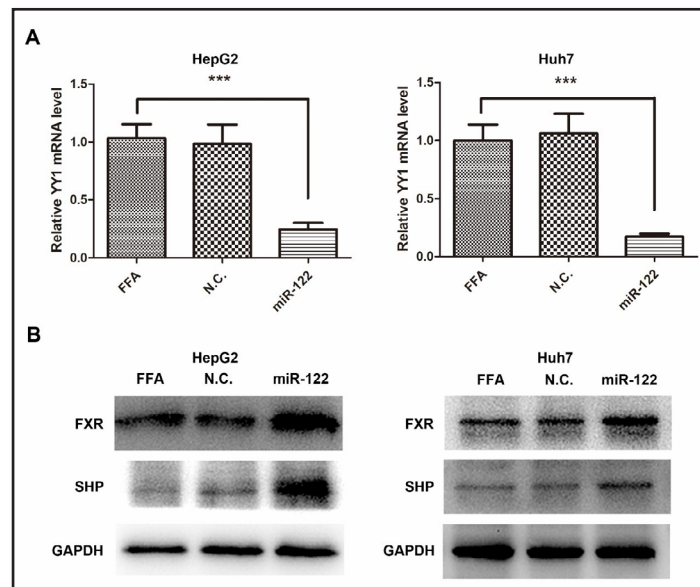 A
HepG2
***
Relative YY1 mRNA level
1.5
1.0
0.5
0.0
FFA
N.C.
miR-122
Huh7
***
Relative YY1 mRNA level
1.5
1.0
0.5
0.0
FFA
N.C.
miR-122
B
HepG2
FFA N.C. miR-122
FXR
SHP
GAPDH
Huh7
FFA N.C. miR-122
FXR
SHP
GAPDH